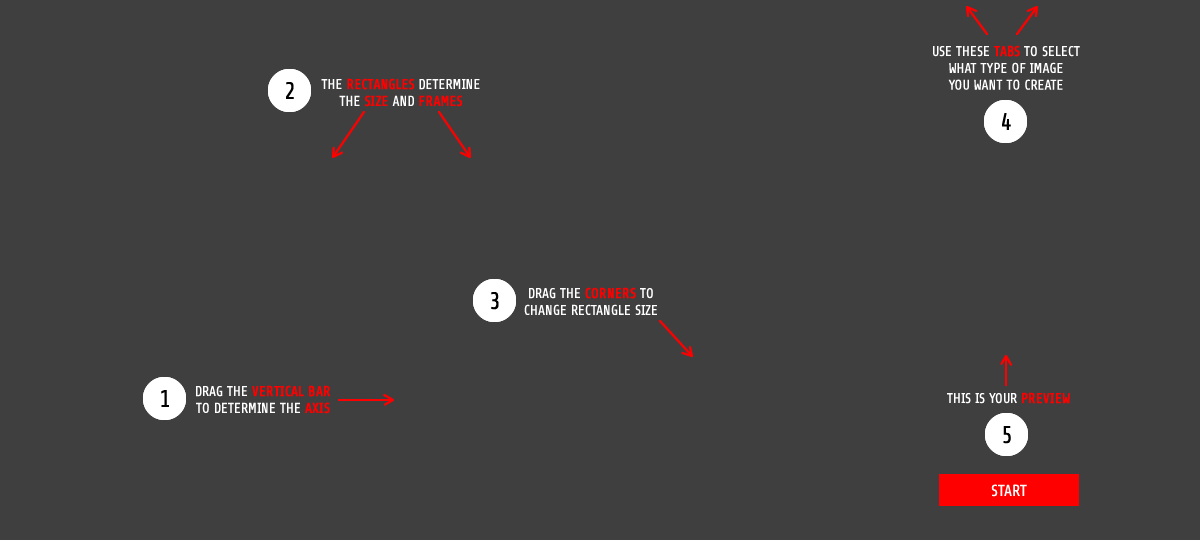 1
DRAG THE VERTICAL BAR
TO DETERMINE THE AXIS
2
THE RECTANGLES DETERMINE
THE SIZE AND FRAMES
3
DRAG THE CORNERS TO
CHANGE RECTANGLE SIZE
USE THESE TABS TO SELECT
WHAT TYPE OF IMAGE
YOU WANT TO CREATE
4
THIS IS YOUR PREVIEW
5
START